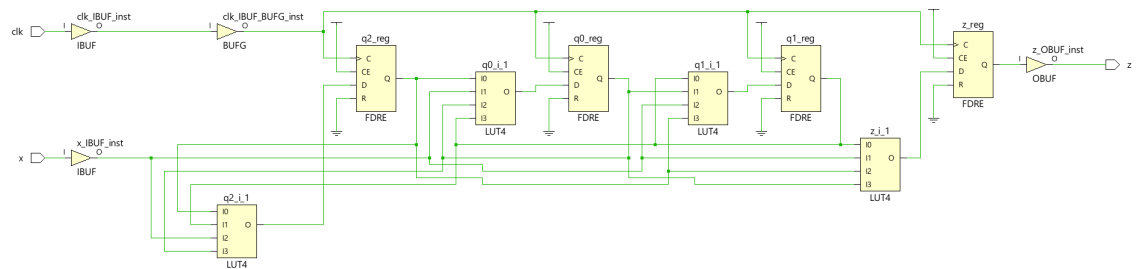 clk_IBUF_inst
clk_IBUF_BUFG_inst
clk
I
O
IBUF
I
O
BUFG
q2_reg
C
CE
D
R
Q
FDRE
q0_i_1
I0
I1
I2
I3
O
LUT4
q0_reg
C
CE
D
R
Q
FDRE
q1_i_1
I0
I1
I2
I3
O
LUT4
q1_reg
C
CE
D
R
Q
FDRE
z_reg
C
CE
D
R
Q
FDRE
z_OBUF_inst
I
O
OBUF
z
x_IBUF_inst
x
I
O
IBUF
z_i_1
I0
I1
I2
I3
O
LUT4
q2_i_1
I0
I1
I2
I3
O
LUT4